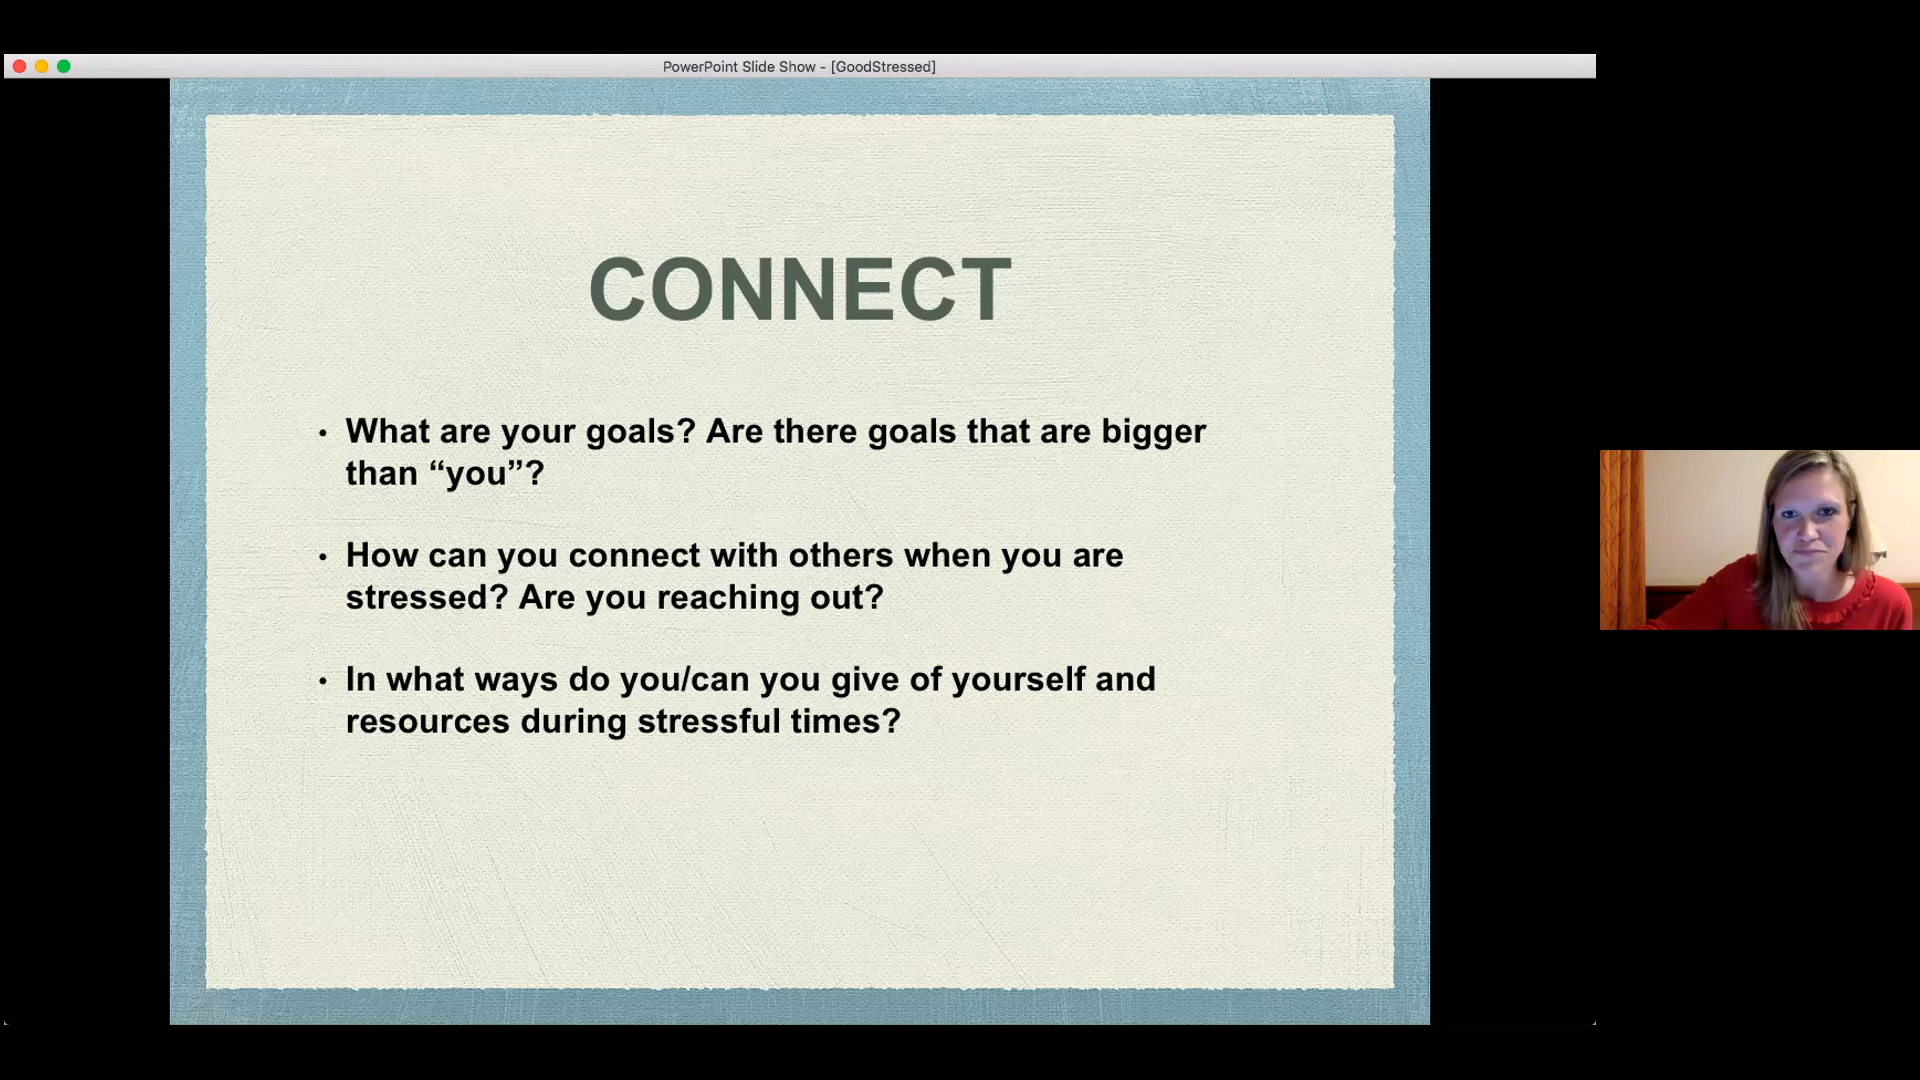 PowerPoint Slide Show - [GoodStressed]
CONNECT
• What are your goals? Are there goals that are bigger
than “you”?
• How can you connect with others when you are
stressed? Are you reaching out?
• In what ways do you/can you give of yourself and
resources during stressful times?